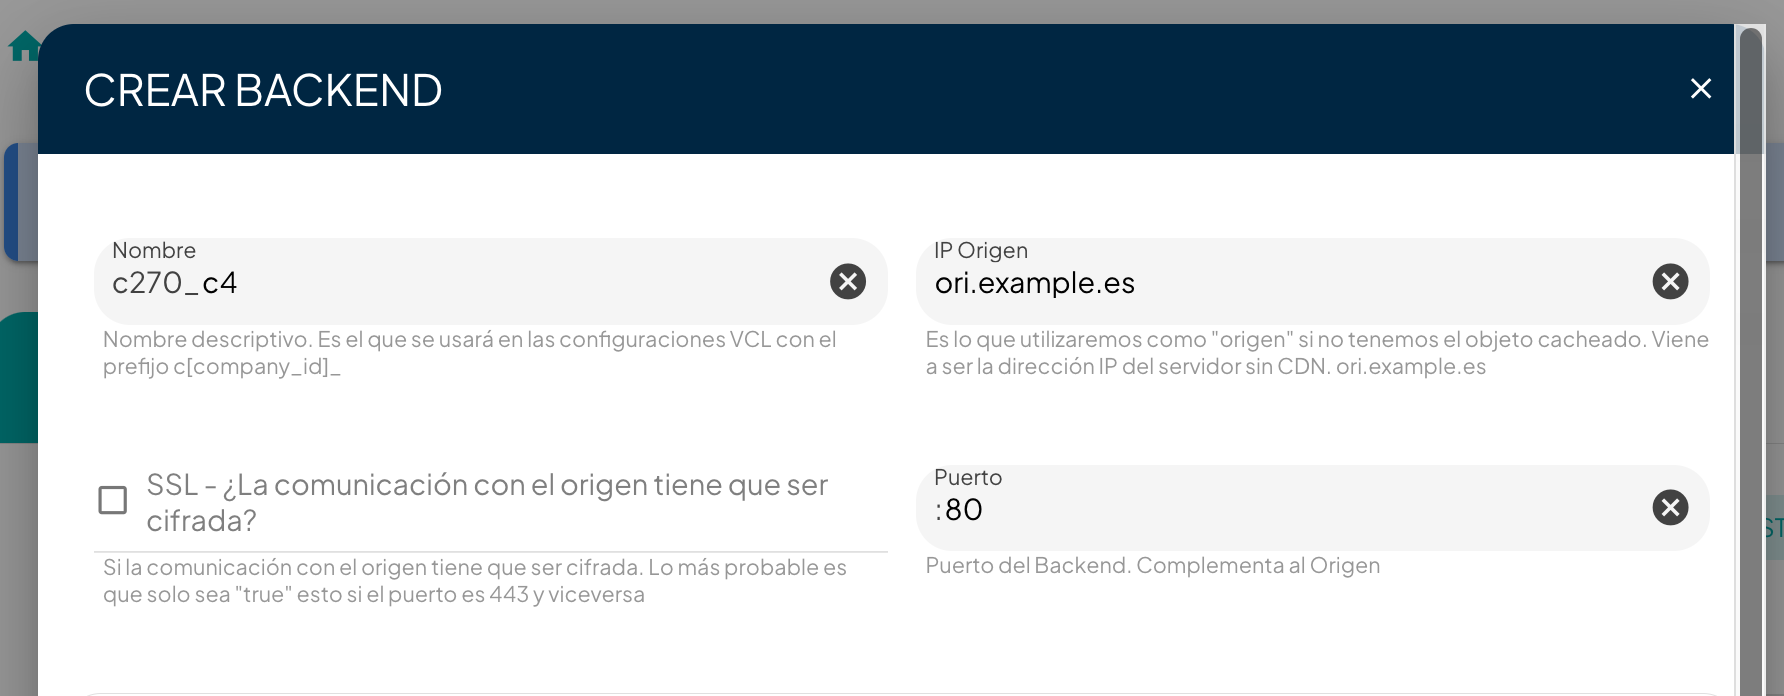 CREAR BACKEND
Nombre
c270_c4
IP Origen
ori.example.es
Nombre descriptivo. Es el que se usará en las configuraciones VCL con el
prefijo c[company_id]_
Es lo que utilizaremos como "origen" si no tenemos el objeto cacheado. Viene
a ser la dirección IP del servidor sin CDN. ori.example.es
SSL - ¿La comunicación con el origen tiene que ser
cifrada?
Puerto
:80
Si la comunicación con el origen tiene que ser cifrada. Lo más probable es
que solo sea "true" esto si el puerto es 443 y viceversa
Puerto del Backend. Complementa al Origen